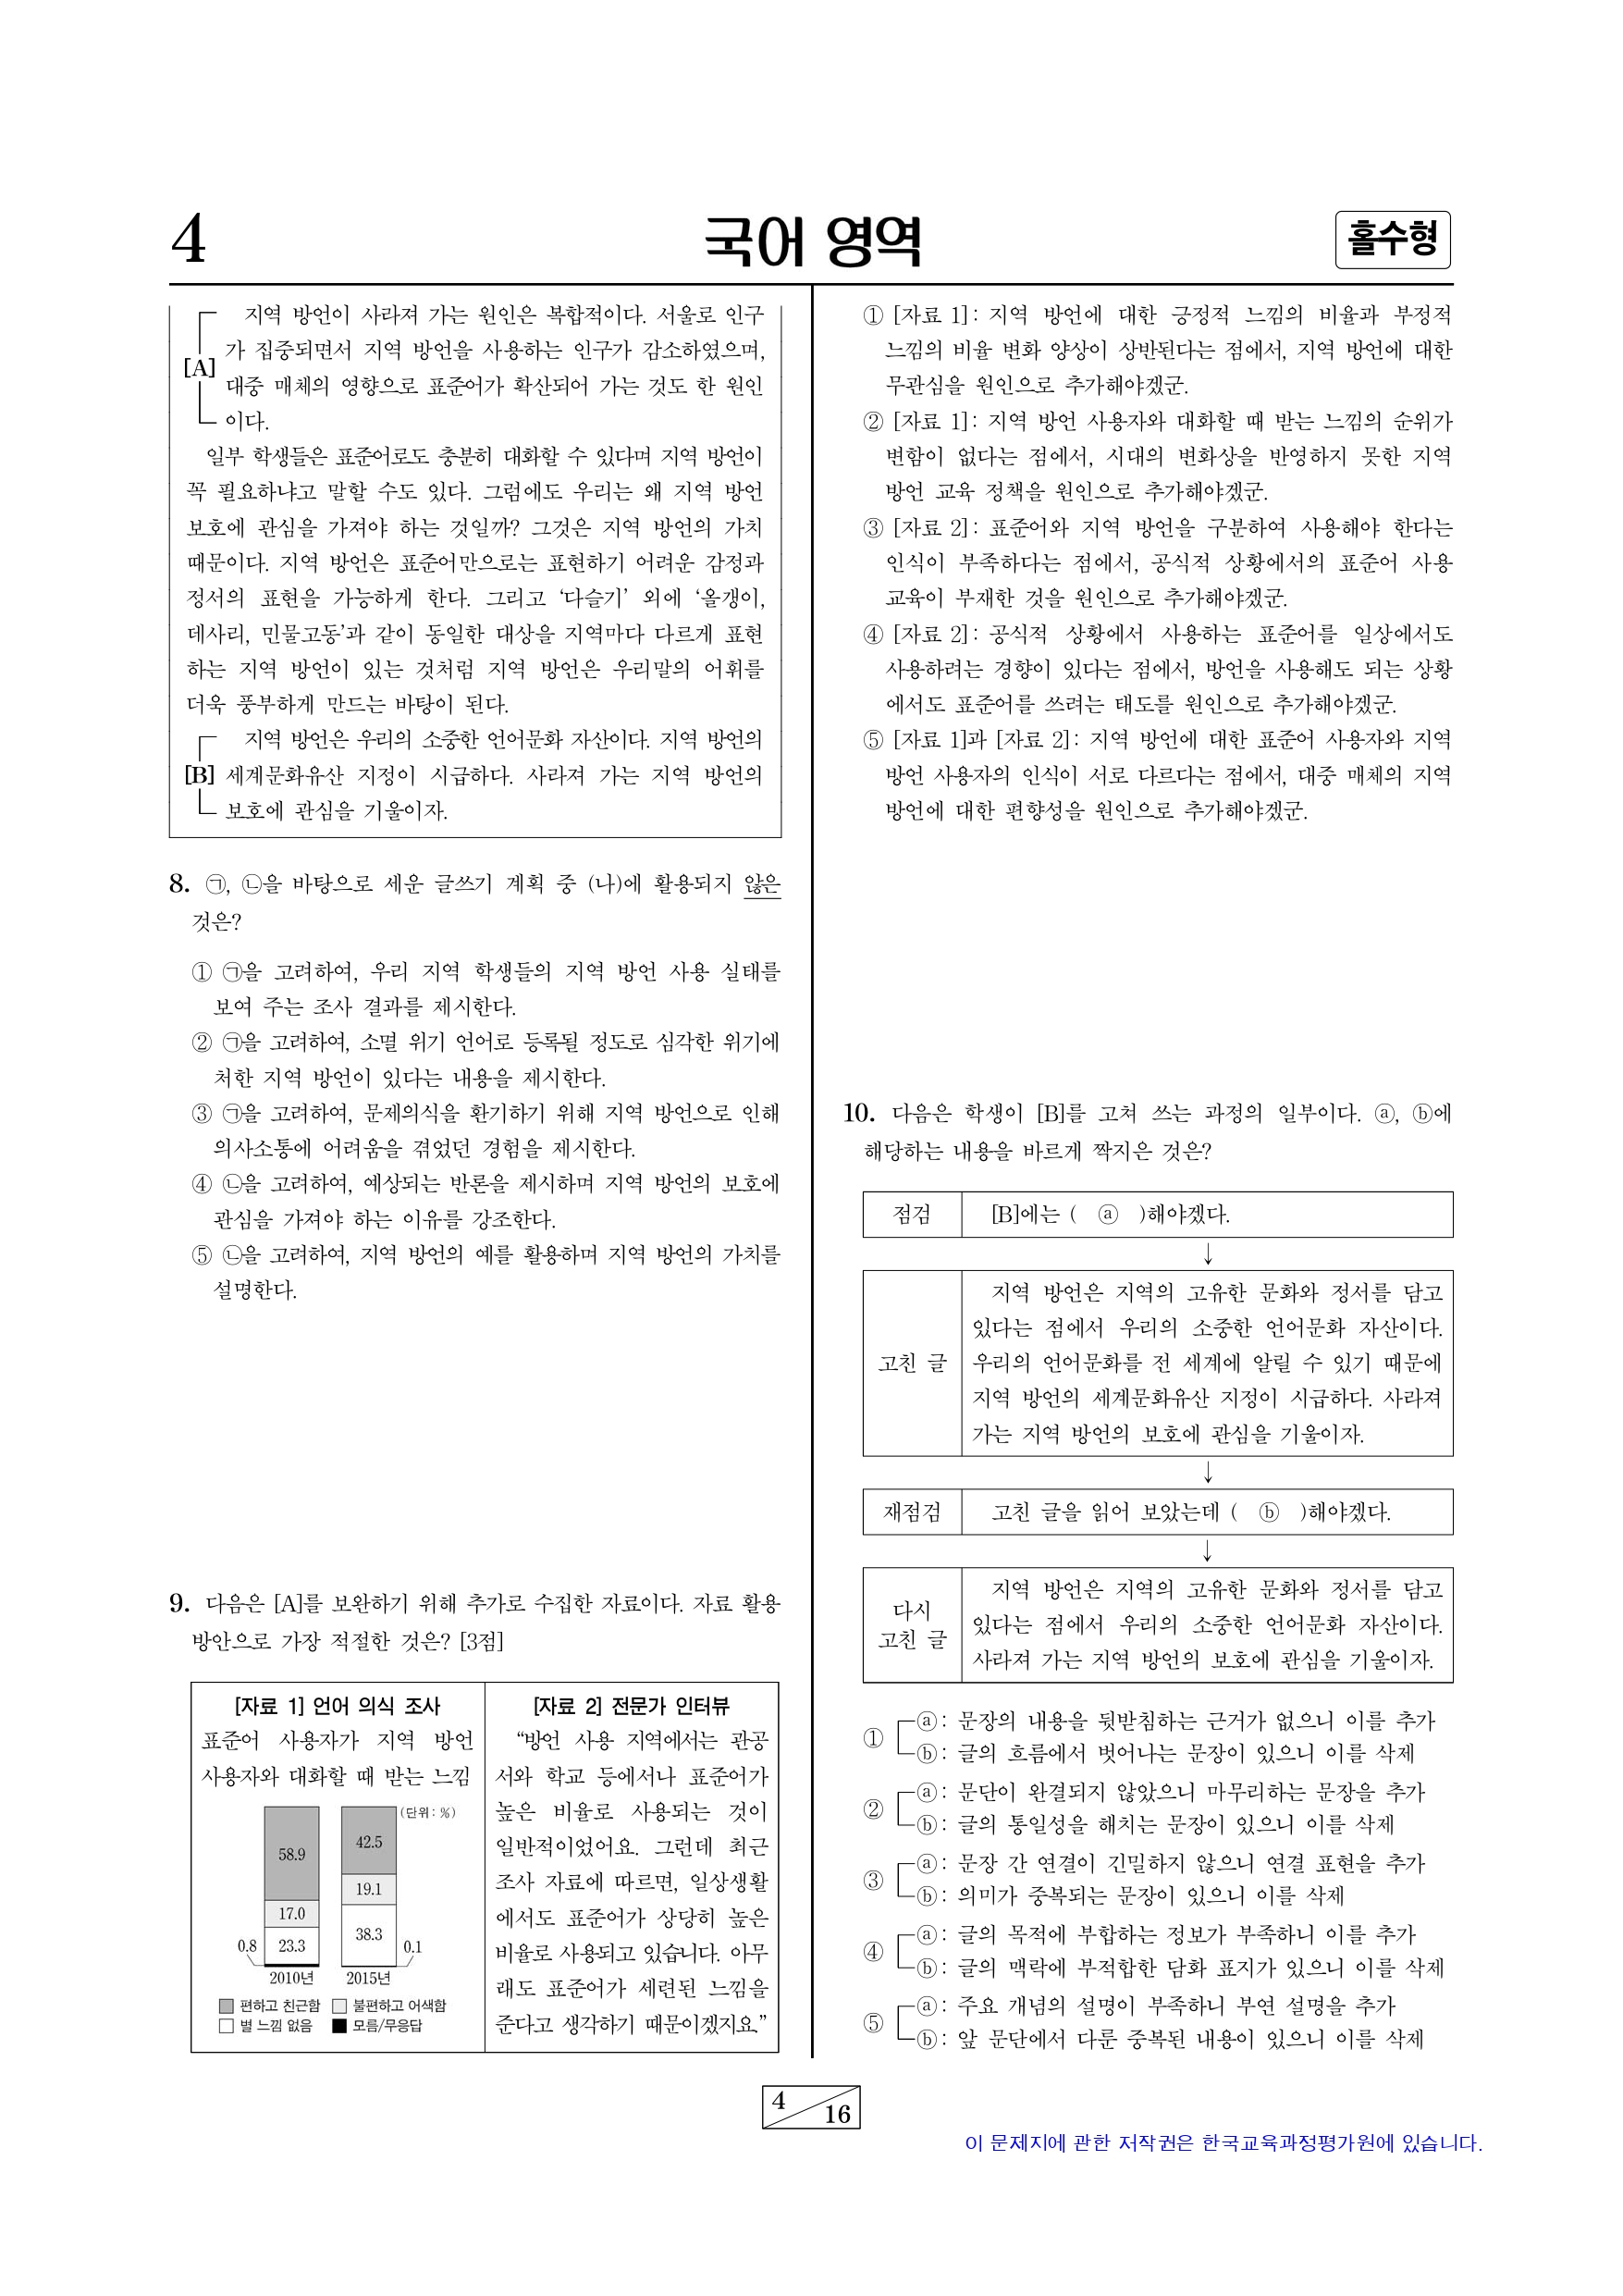 4
국어 영역
홀수형
지역 방언이 사라져 가는 원인은 복합적이다. 서울로 인구
가 집중되면서 지역 방언을 사용하는 인구가 감소하였으며,
[A]
대중 매체의 영향으로 표준어가 확산되어 가는 것도 한 원인
이다.
일부 학생들은 표준어로도 충분히 대화할 수 있다며 지역 방언이
꼭 필요하냐고 말할 수도 있다. 그럼에도 우리는 왜 지역 방언
보호에 관심을 가져야 하는 것일까? 그것은 지역 방언의 가치
때문이다. 지역 방언은 표준어만으로는 표현하기 어려운 감정과
정서의 표현을 가능하게 한다. 그리고 ‘다슬기’ 외에 ‘올갱이,
데사리, 민물고동’과 같이 동일한 대상을 지역마다 다르게 표현
하는 지역 방언이 있는 것처럼 지역 방언은 우리말의 어휘를
더욱 풍부하게 만드는 바탕이 된다.
지역 방언은 우리의 소중한 언어문화 자산이다. 지역 방언의
[B] 세계문화유산 지정이 시급하다. 사라져 가는 지역 방언의
보호에 관심을 기울이자.
8. ㉠, ㉡을 바탕으로 세운 글쓰기 계획 중 (나)에 활용되지 않은
것은?
① ㉠을 고려하여, 우리 지역 학생들의 지역 방언 사용 실태를
보여 주는 조사 결과를 제시한다.
② ㉠을 고려하여, 소멸 위기 언어로 등록될 정도로 심각한 위기에
처한 지역 방언이 있다는 내용을 제시한다.
③ ㉠을 고려하여, 문제의식을 환기하기 위해 지역 방언으로 인해
의사소통에 어려움을 겪었던 경험을 제시한다.
④ ㉡을 고려하여, 예상되는 반론을 제시하며 지역 방언의 보호에
관심을 가져야 하는 이유를 강조한다.
⑤ ㉡을 고려하여, 지역 방언의 예를 활용하며 지역 방언의 가치를
설명한다.
9. 다음은 [A]를 보완하기 위해 추가로 수집한 자료이다. 자료 활용
방안으로 가장 적절한 것은? [3점]
[자료 1] 언어 의식 조사
표준어 사용자가 지역 방언
사용자와 대화할 때 받는 느낌
(단위: %)
58.9
17.0
23.3
0.8
42.5
19.1
38.3
0.1
2010년 2015년
편하고 친근함 불편하고 어색함
별 느낌 없음 모름/무응답
[자료 2] 전문가 인터뷰
“방언 사용 지역에서는 관공
서와 학교 등에서나 표준어가
높은 비율로 사용되는 것이
일반적이었어요. 그런데 최근
조사 자료에 따르면, 일상생활
에서도 표준어가 상당히 높은
비율로 사용되고 있습니다. 아무
래도 표준어가 세련된 느낌을
준다고 생각하기 때문이겠지요.”
① [자료 1]: 지역 방언에 대한 긍정적 느낌의 비율과 부정적
느낌의 비율 변화 양상이 상반된다는 점에서, 지역 방언에 대한
무관심을 원인으로 추가해야겠군.
② [자료 1]: 지역 방언 사용자와 대화할 때 받는 느낌의 순위가
변함이 없다는 점에서, 시대의 변화상을 반영하지 못한 지역
방언 교육 정책을 원인으로 추가해야겠군.
③ [자료 2]: 표준어와 지역 방언을 구분하여 사용해야 한다는
인식이 부족하다는 점에서, 공식적 상황에서의 표준어 사용
교육이 부재한 것을 원인으로 추가해야겠군.
④ [자료 2]: 공식적 상황에서 사용하는 표준어를 일상에서도
사용하려는 경향이 있다는 점에서, 방언을 사용해도 되는 상황
에서도 표준어를 쓰려는 태도를 원인으로 추가해야겠군.
⑤ [자료 1]과 [자료 2]: 지역 방언에 대한 표준어 사용자와 지역
방언 사용자의 인식이 서로 다르다는 점에서, 대중 매체의 지역
방언에 대한 편향성을 원인으로 추가해야겠군.
10. 다음은 학생이 [B]를 고쳐 쓰는 과정의 일부이다. ⓐ, ⓑ에
해당하는 내용을 바르게 짝지은 것은?
점검
[B]에는 ( ⓐ )해야겠다.
↓
고친 글
지역 방언은 지역의 고유한 문화와 정서를 담고
있다는 점에서 우리의 소중한 언어문화 자산이다.
우리의 언어문화를 전 세계에 알릴 수 있기 때문에
지역 방언의 세계문화유산 지정이 시급하다. 사라져
가는 지역 방언의 보호에 관심을 기울이자.
↓
재점검
고친 글을 읽어 보았는데 ( ⓑ )해야겠다.
↓
다시
고친 글
지역 방언은 지역의 고유한 문화와 정서를 담고
있다는 점에서 우리의 소중한 언어문화 자산이다.
사라져 가는 지역 방언의 보호에 관심을 기울이자.
① ⓐ: 문장의 내용을 뒷받침하는 근거가 없으니 이를 추가
ⓑ: 글의 흐름에서 벗어나는 문장이 있으니 이를 삭제
② ⓐ: 문단이 완결되지 않았으니 마무리하는 문장을 추가
ⓑ: 글의 통일성을 해치는 문장이 있으니 이를 삭제
③ ⓐ: 문장 간 연결이 긴밀하지 않으니 연결 표현을 추가
ⓑ: 의미가 중복되는 문장이 있으니 이를 삭제
④ ⓐ: 글의 목적에 부합하는 정보가 부족하니 이를 추가
ⓑ: 글의 맥락에 부적합한 담화 표지가 있으니 이를 삭제
⑤ ⓐ: 주요 개념의 설명이 부족하니 부연 설명을 추가
ⓑ: 앞 문단에서 다룬 중복된 내용이 있으니 이를 삭제
4
16
이 문제지에 관한 저작권은 한국교육과정평가원에 있습니다.